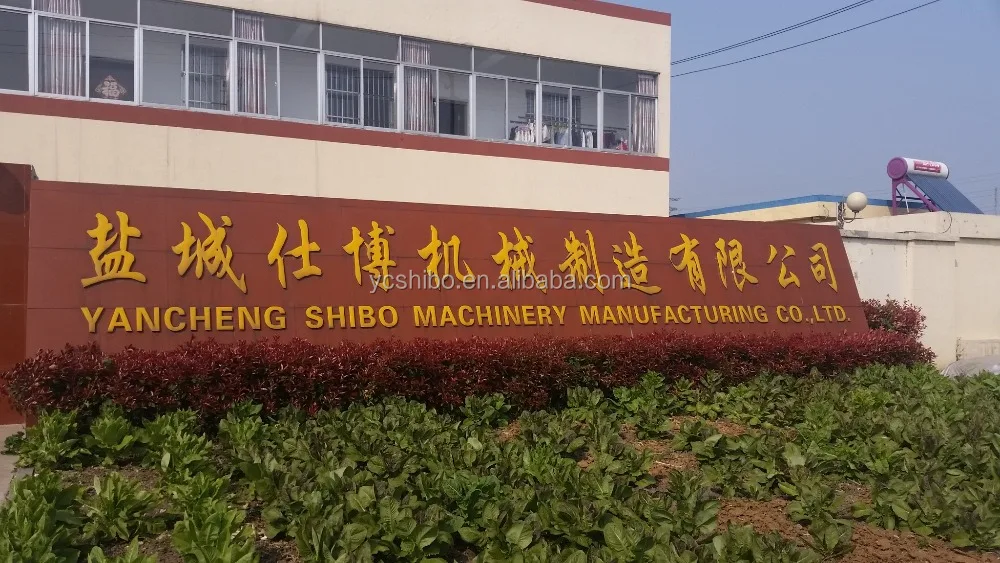 盐城仕博机械制造有限公司
ycshibo.en.alibaba.com
YANCHENG SHIBO MACHINERY MANUFACTURING CO.,LTD.